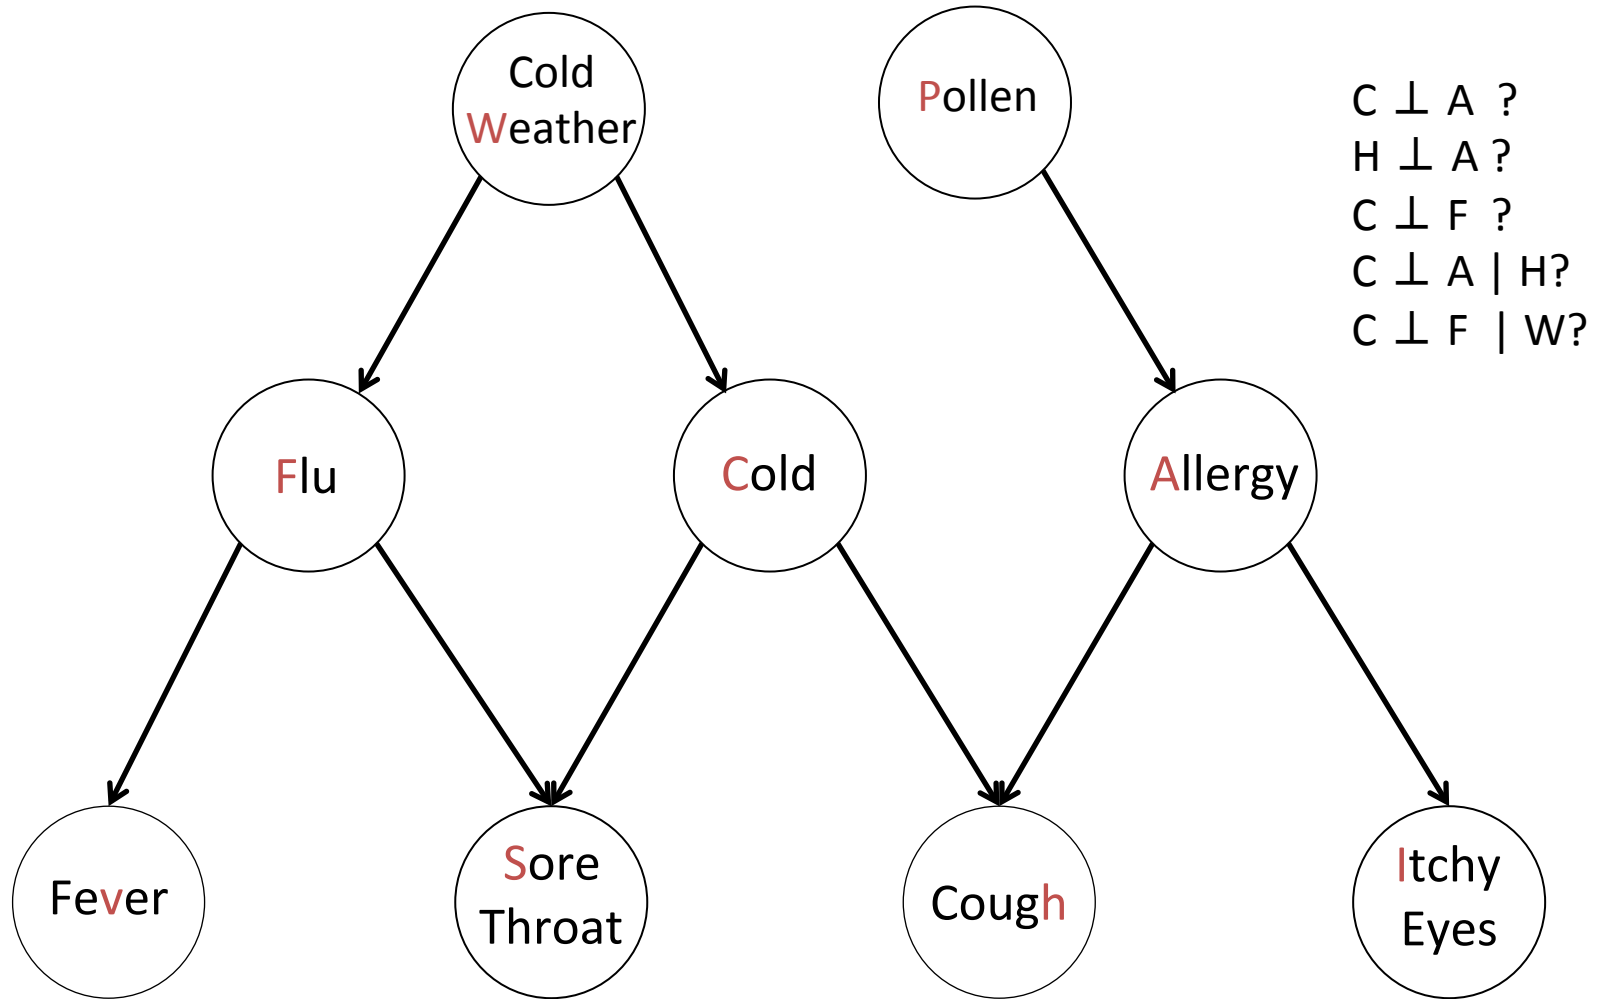 Cold
Weather
Pollen
C ⊥ A ?
H ⊥ A ?
C ⊥ F ?
C ⊥ A | H?
C ⊥ F | W?
Flu
Cold
Allergy
Fever
Sore
Throat
Cough
Itchy
Eyes